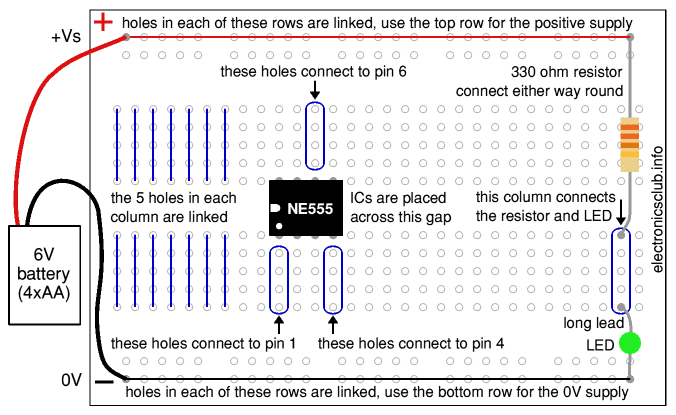 holes in each of these rows are linked, use the top row for the positive supply
+Vs
+
these holes connect to pin 6
330 ohm resistor
connect either way round
the 5 holes in each
column are linked
NE555
ICs are placed
across this gap
this column connects
the resistor and LED
electronicsclub.info
6V
battery
(4xAA)
long lead
LED
these holes connect to pin 1
these holes connect to pin 4
0V
−
holes in each of these rows are linked, use the bottom row for the 0V supply